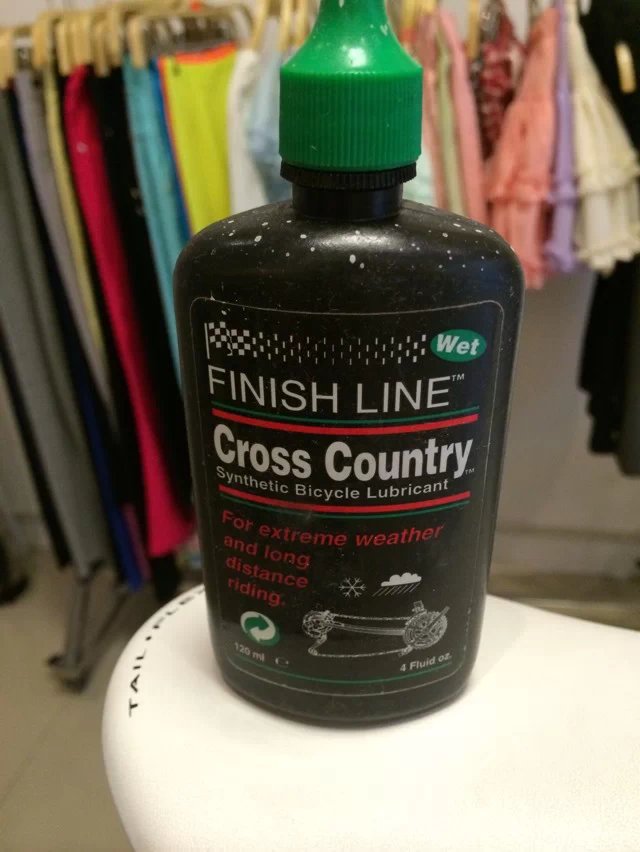 Wet
FINISH LINE™
Cross Country™
Synthetic Bicycle Lubricant
For extreme weather
and long
distance
riding.
120 ml e
4 Fluid oz.
TAIL